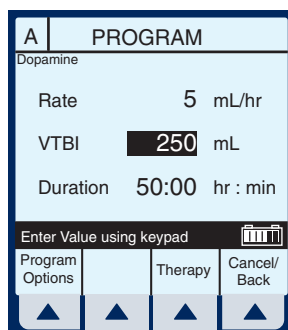 A PROGRAM
Dopamine
Rate 5 mL/hr
VTBI 250 mL
Duration 50:00 hr : min
Enter Value using keypad
Program Options Therapy Cancel/ Back